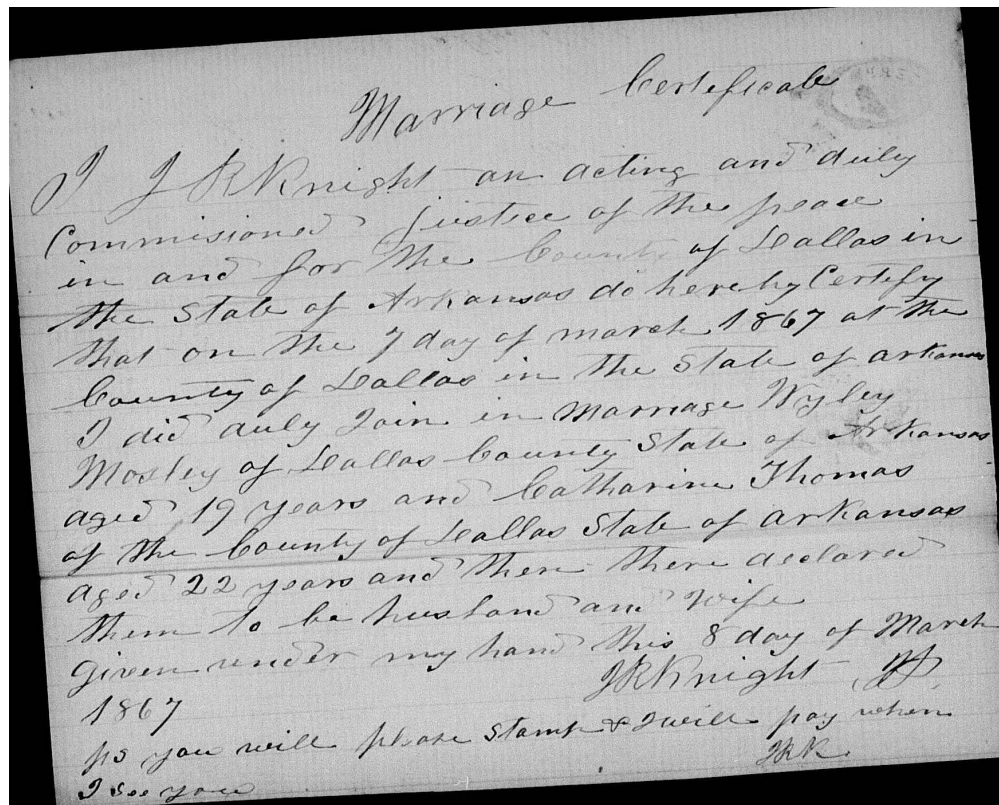 Marriage Certificate
I J R Knight an acting and duly
Commisioned justice of the peace
in and for the County of Dallas in
the State of Arkansas do hereby Certify
that on the 7 day of march 1867 at the
County of Dallas in the State of arkansas
I did duly Join in marriage Wyley
Mosley of Dallas County State of Arkansas
aged 19 years and Catharine Thomas
of the County of Dallas State of arkansas
aged 22 years and then there declared
them to be husband and Wife
given under my hand this 8 day of March
1867 JRKnight
ps you will please stamp & I will pay when
I see you JRK